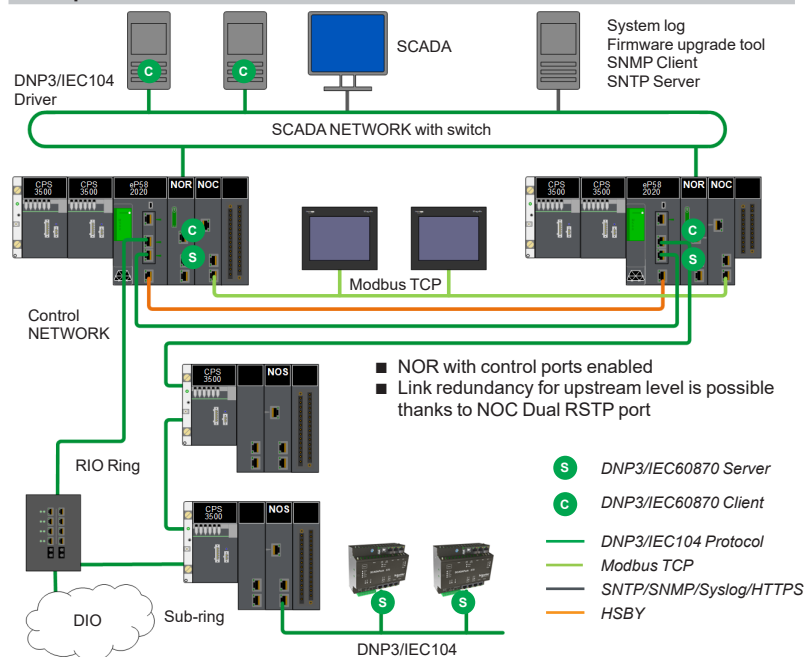 C
C
SCADA
System log
Firmware upgrade tool
SNMP Client
SNTP Server
DNP3/IEC104
Driver
SCADA NETWORK with switch
CPS
3500
CPS
3500
eP58
2020
NOR
NOC
CPS
3500
CPS
3500
eP58
2020
NOR
NOC
C
S
C
S
Modbus TCP
Control
NETWORK
CPS
3500
NOS
■ NOR with control ports enabled
■ Link redundancy for upstream level is possible
thanks to NOC Dual RSTP port
RIO Ring
S DNP3/IEC60870 Server
C DNP3/IEC60870 Client
CPS
3500
NOS
DNP3/IEC104 Protocol
Modbus TCP
SNTP/SNMP/Syslog/HTTPS
HSBY
S
S
DIO
Sub-ring
DNP3/IEC104